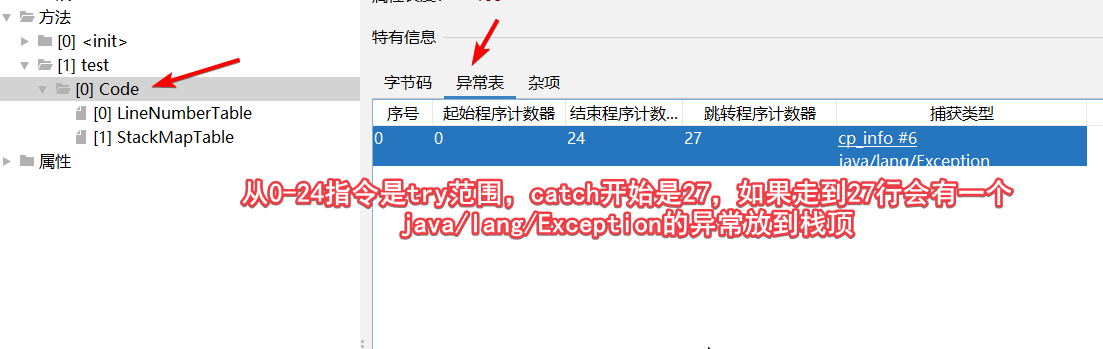 方法
[0] <init>
[1] test
[0] Code
[0] LineNumberTable
[1] StackMapTable
属性
特有信息
字节码 异常表 杂项
序号 起始程序计数器 结束程序计数... 跳转程序计数器 捕获类型
0 0 24 27 cp_info #6
java/lang/Exception
从0-24指令是try范围，catch开始是27，如果走到27行会有一个
java/lang/Exception的异常放到栈顶